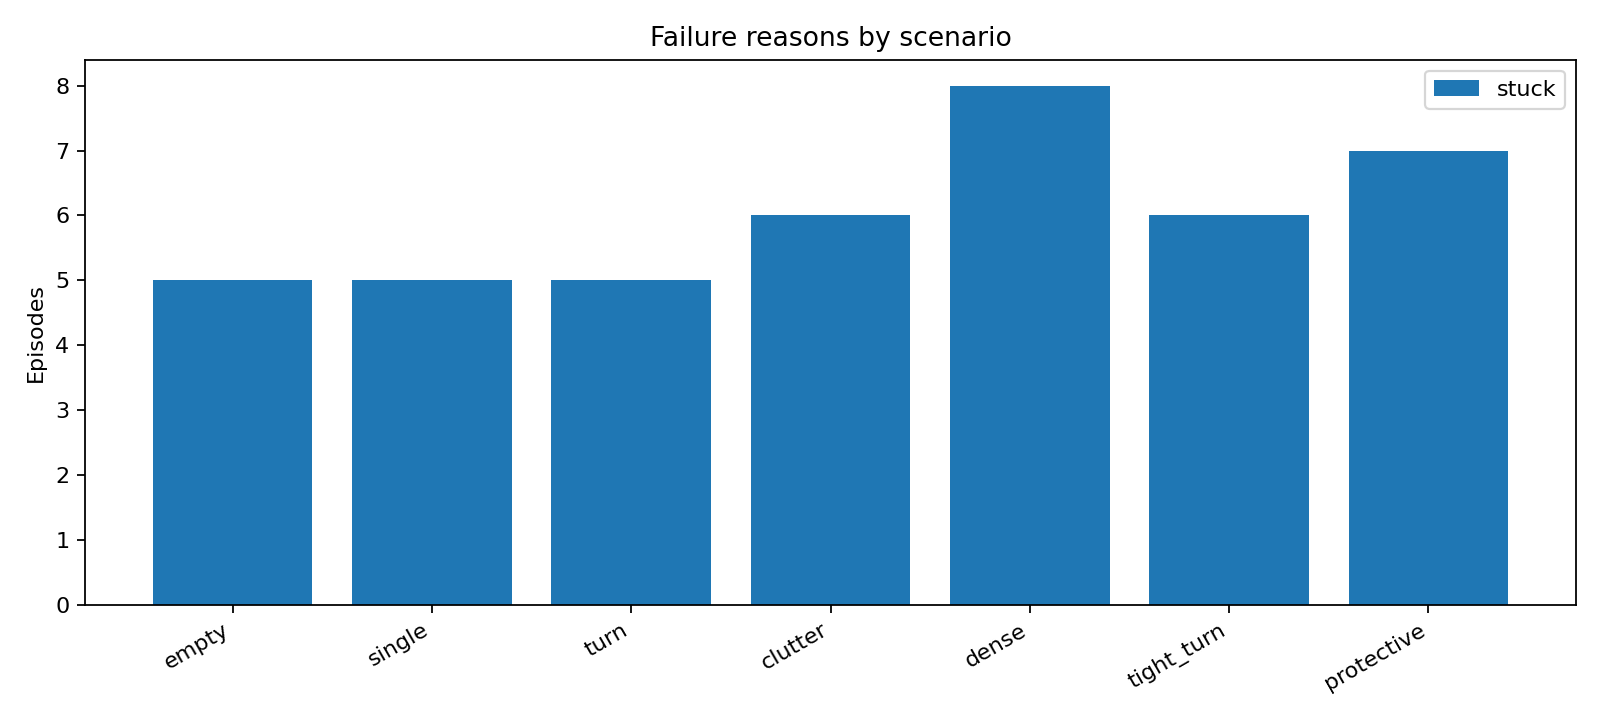 Failure reasons by scenario
stuck
Episodes
8
7
6
5
4
3
2
1
0
empty
single
turn
clutter
dense
tight_turn
protective